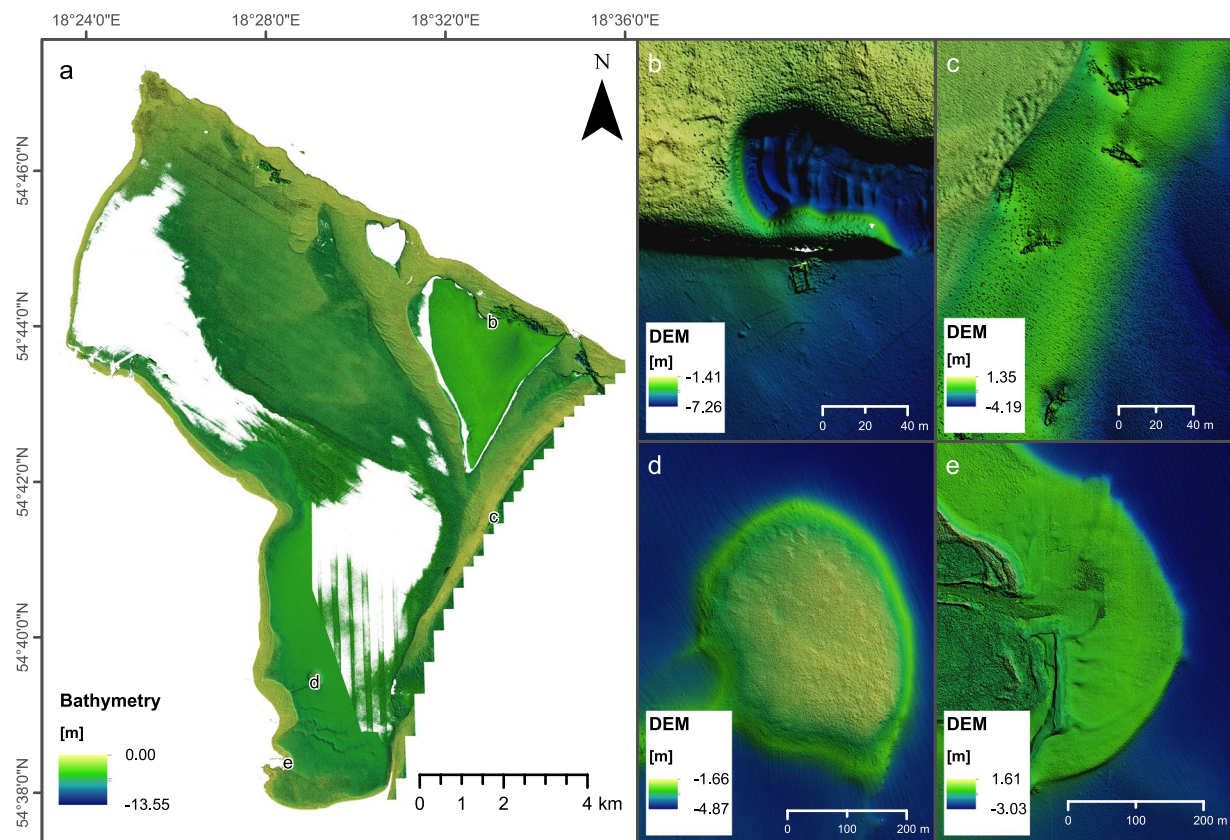 18°24'0"E 18°28'0"E 18°32'0"E 18°36'0"E
54°46'0"N
54°44'0"N
54°42'0"N
54°40'0"N
54°38'0"N
a
N
b
c
d
e
Bathymetry
[m]
0.00
-13.55
0 1 2 4 km
b
DEM
[m]
-1.41
-7.26
0 20 40 m
c
DEM
[m]
1.35
-4.19
0 20 40 m
d
DEM
[m]
-1.66
-4.87
0 100 200 m
e
DEM
[m]
1.61
-3.03
0 100 200 m